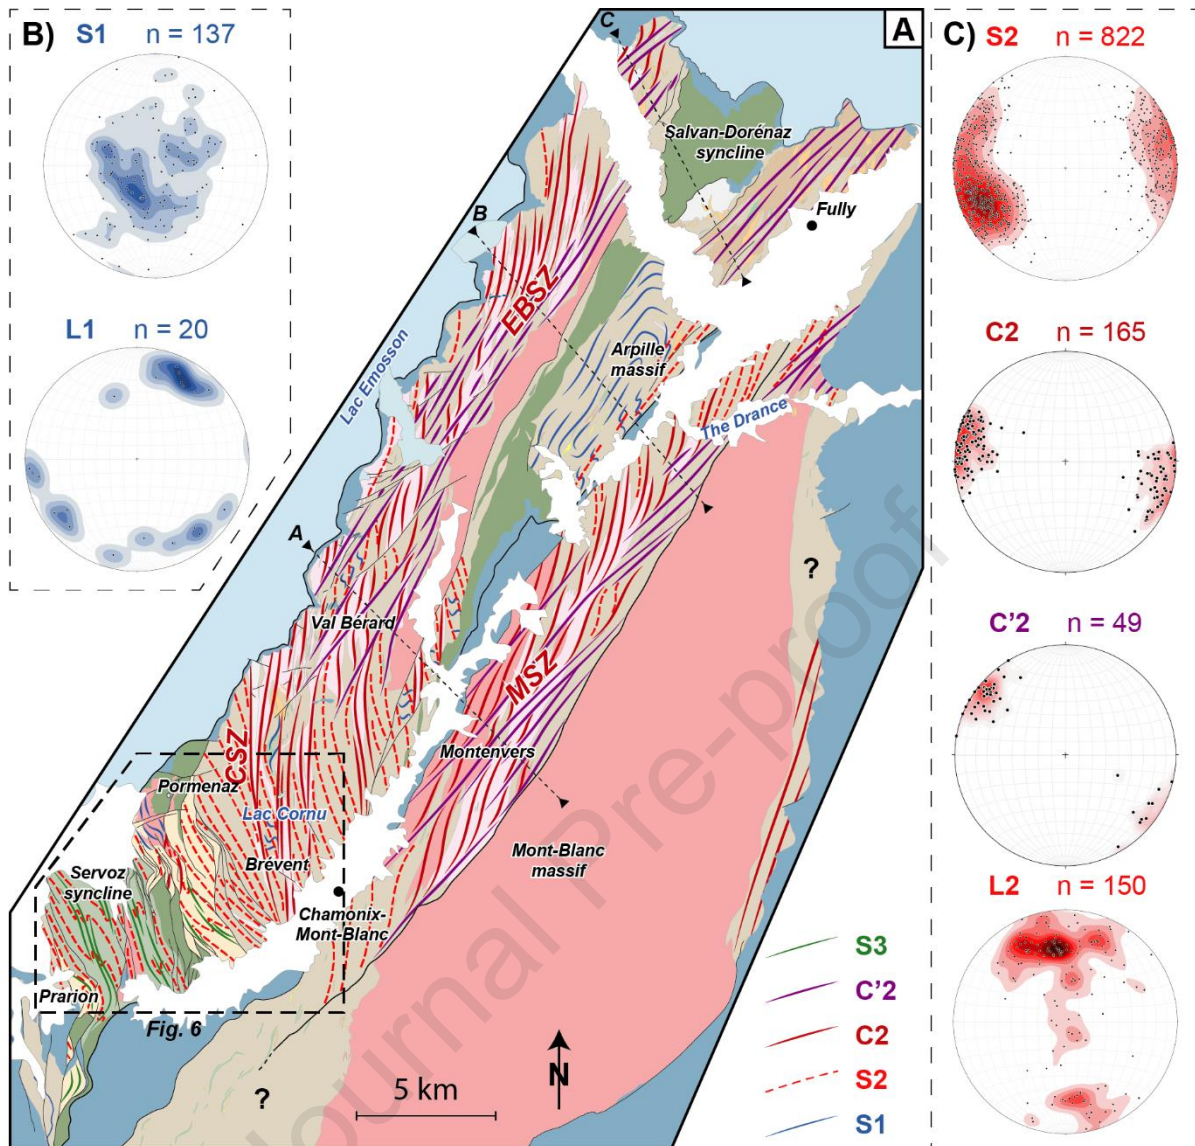 B)
S1 n = 137
L1 n = 20
A
C
Salvan-Dorénaz
syncline
Fully
B
EBSZ
Lac Emosson
Arpille
massif
The Drance
A
Val Bérard
MSZ
?
CSZ
Montenvers
Pormenaz
Lac Cornu
Mont-Blanc
massif
Brévent
Servoz
syncline
Chamonix-
Mont-Blanc
Prarion
Fig. 6
?
N
5 km
S3
C'2
C2
S2
S1
C)
S2 n = 822
C2 n = 165
C'2 n = 49
L2 n = 150
Journal Pre-proof